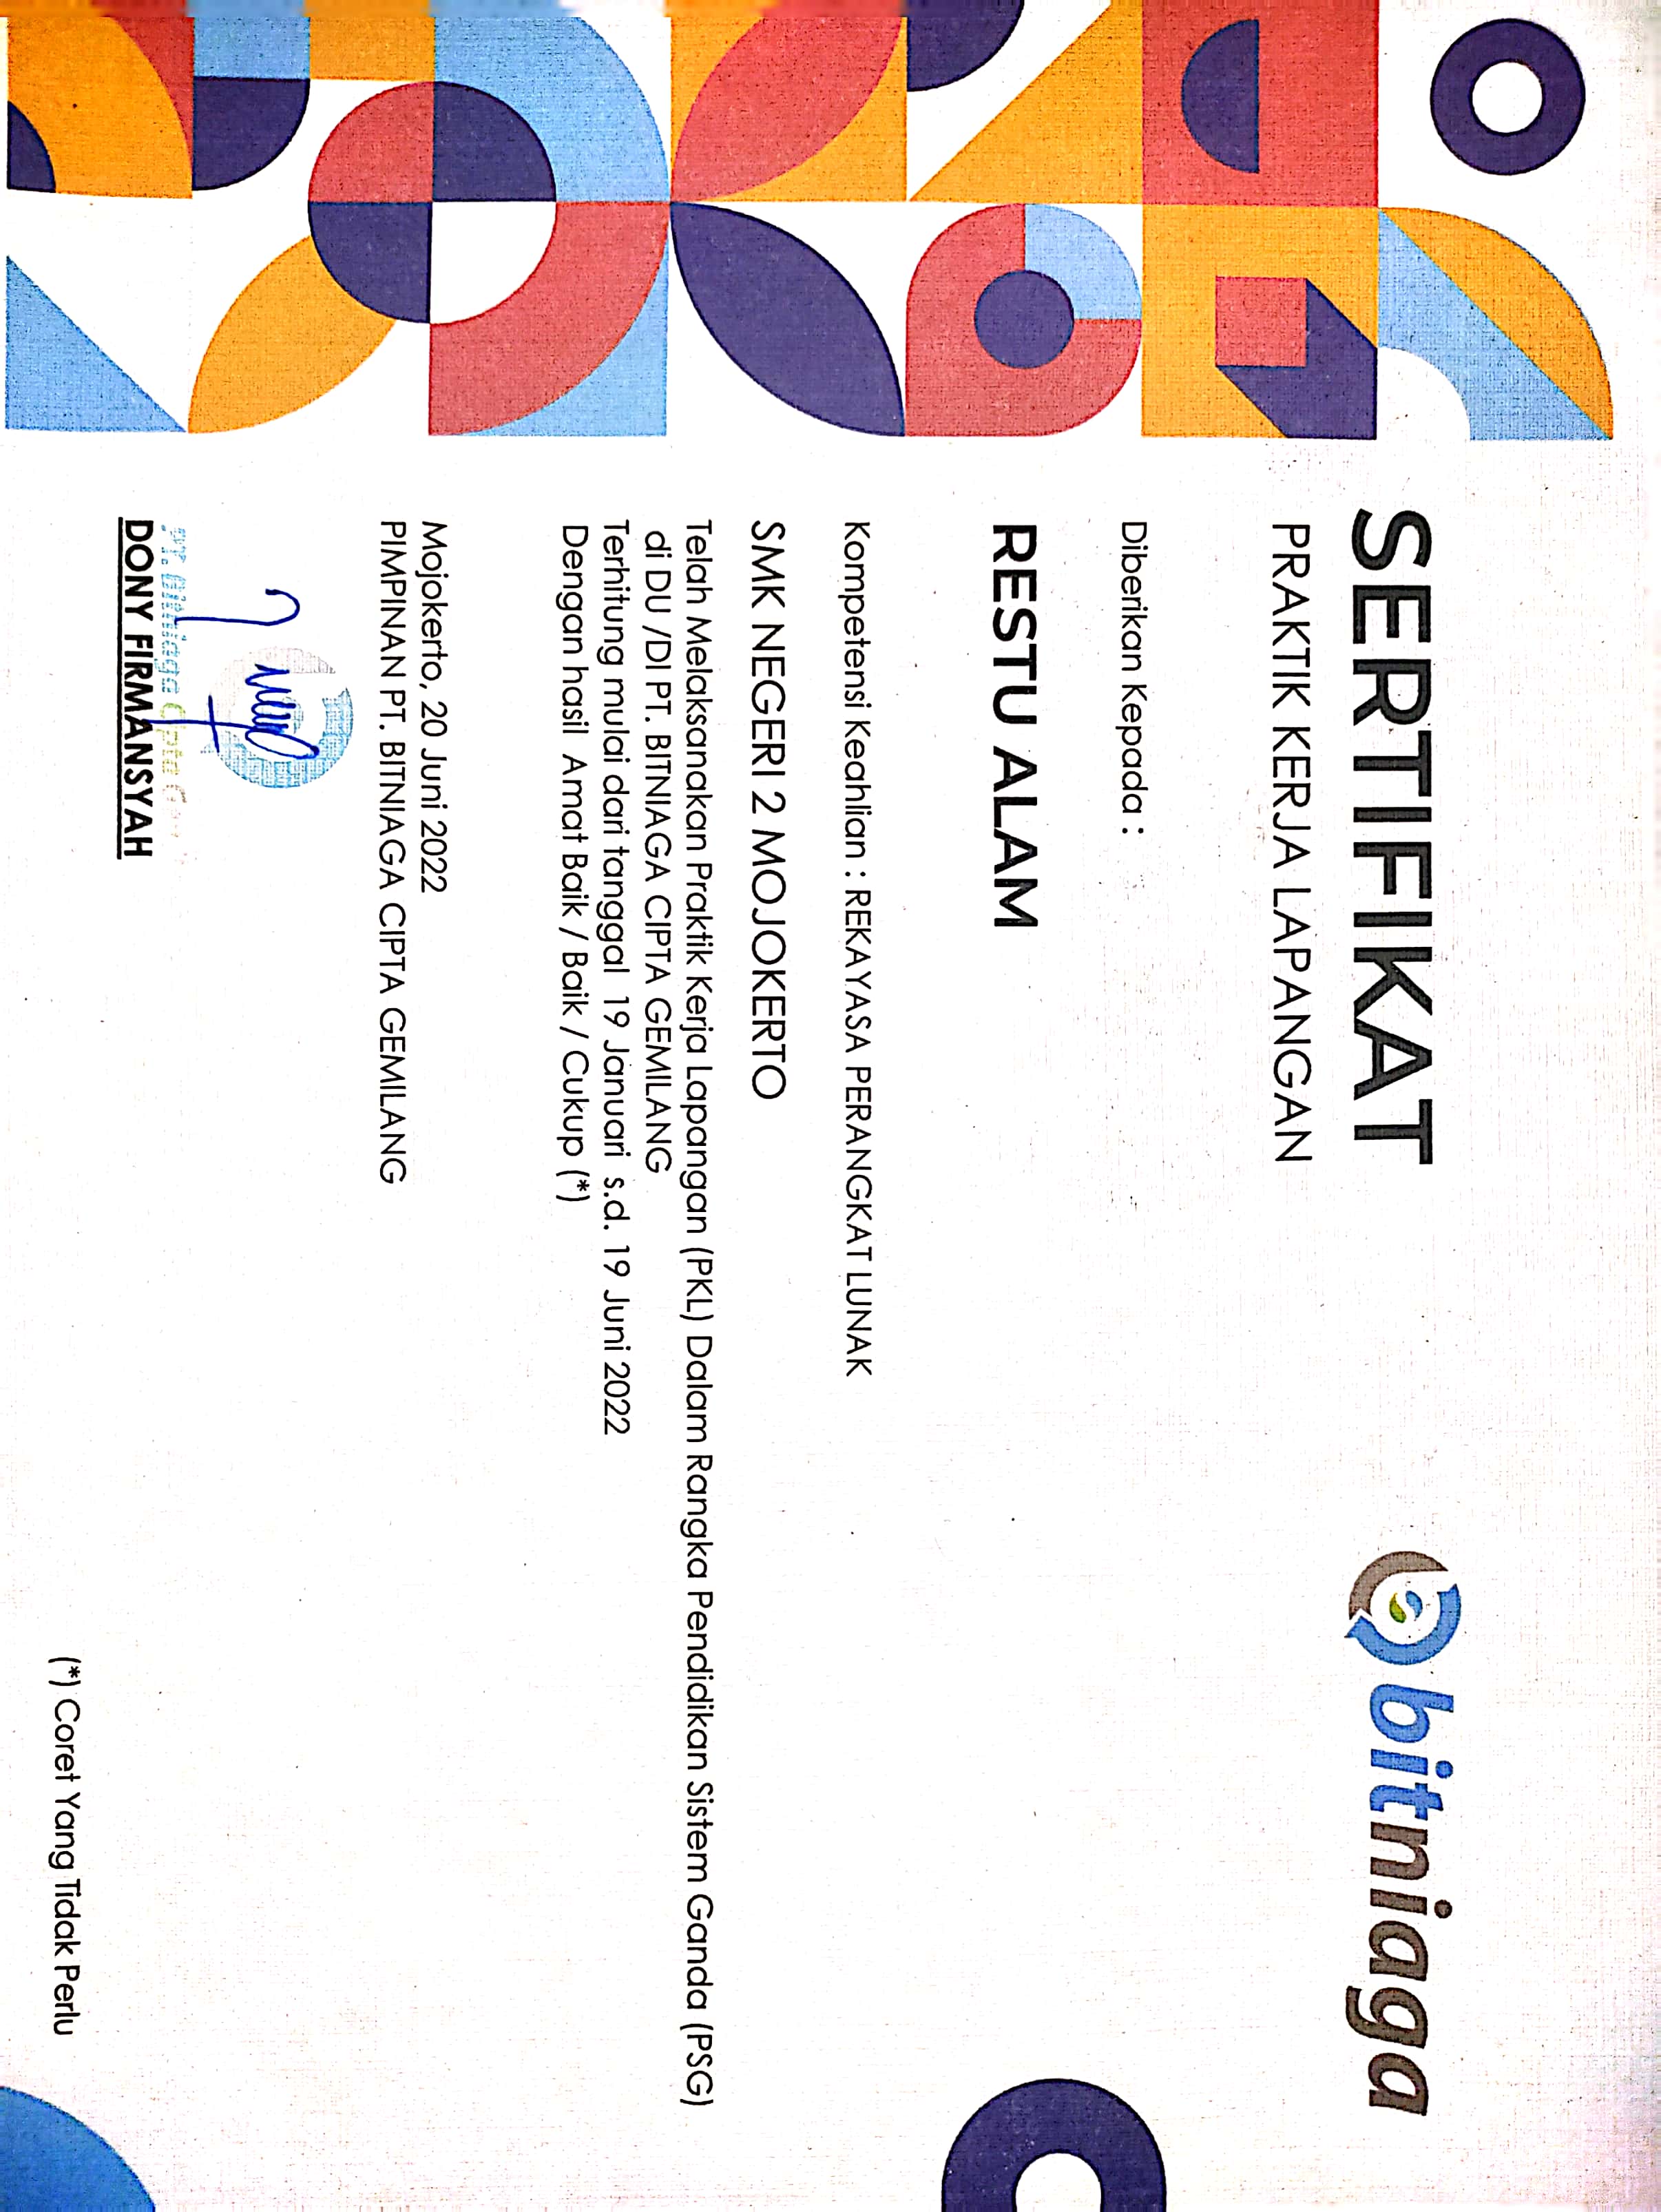 bitniaga
SERTIFIKAT
PRAKTIK KERJA LAPANGAN
Diberikan Kepada :
RESTU ALAM
Kompetensi Keahlian : REKAYASA PERANGKAT LUNAK
SMK NEGERI 2 MOJOKERTO
Telah Melaksanakan Praktik Kerja Lapangan (PKL) Dalam Rangka Pendidikan Sistem Ganda (PSG)
di DU /DI PT. BITNIAGA CIPTA GEMILANG
Terhitung mulai dari tanggal 19 Januari s.d. 19 Juni 2022
Dengan hasil Amat Baik / Baik / Cukup (*)
Mojokerto, 20 Juni 2022
PIMPINAN PT. BITNIAGA CIPTA GEMILANG
PT. Bitniaga Cipta
DONY FIRMANSYAH
(*) Coret Yang Tidak Perlu